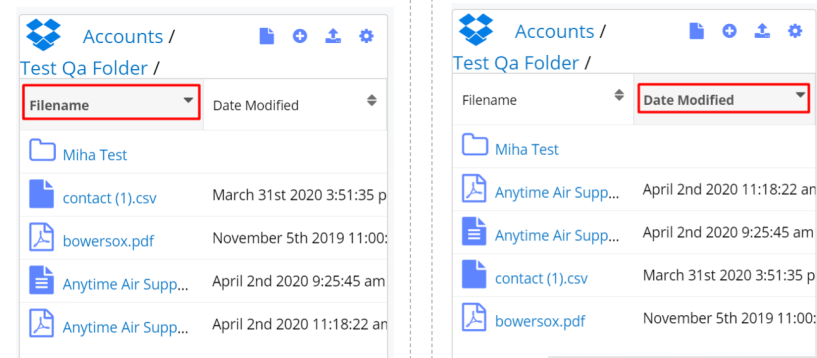 Accounts /
Test Qa Folder /
Filename Date Modified
Miha Test
contact (1).csv March 31st 2020 3:51:35 p
bowersox.pdf November 5th 2019 11:00:
Anytime Air Supp... April 2nd 2020 9:25:45 am
Anytime Air Supp... April 2nd 2020 11:18:22 an
Accounts /
Test Qa Folder /
Filename Date Modified
Miha Test
Anytime Air Supp... April 2nd 2020 11:18:22 an
Anytime Air Supp... April 2nd 2020 9:25:45 am
contact (1).csv March 31st 2020 3:51:35 p
bowersox.pdf November 5th 2019 11:00: